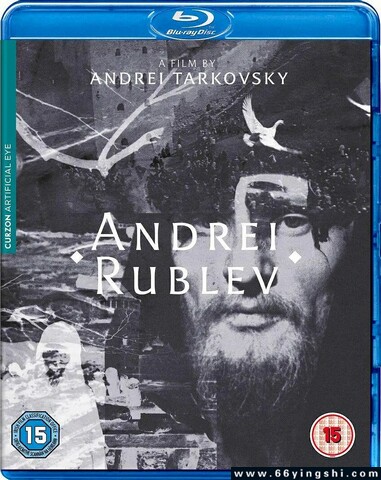 Blu-ray Disc
A FILM BY
ANDREI TARKOVSKY
CURZON ARTIFICIAL EYE
ANDREI
RUBLEV
15
15
www.66yingshi.com